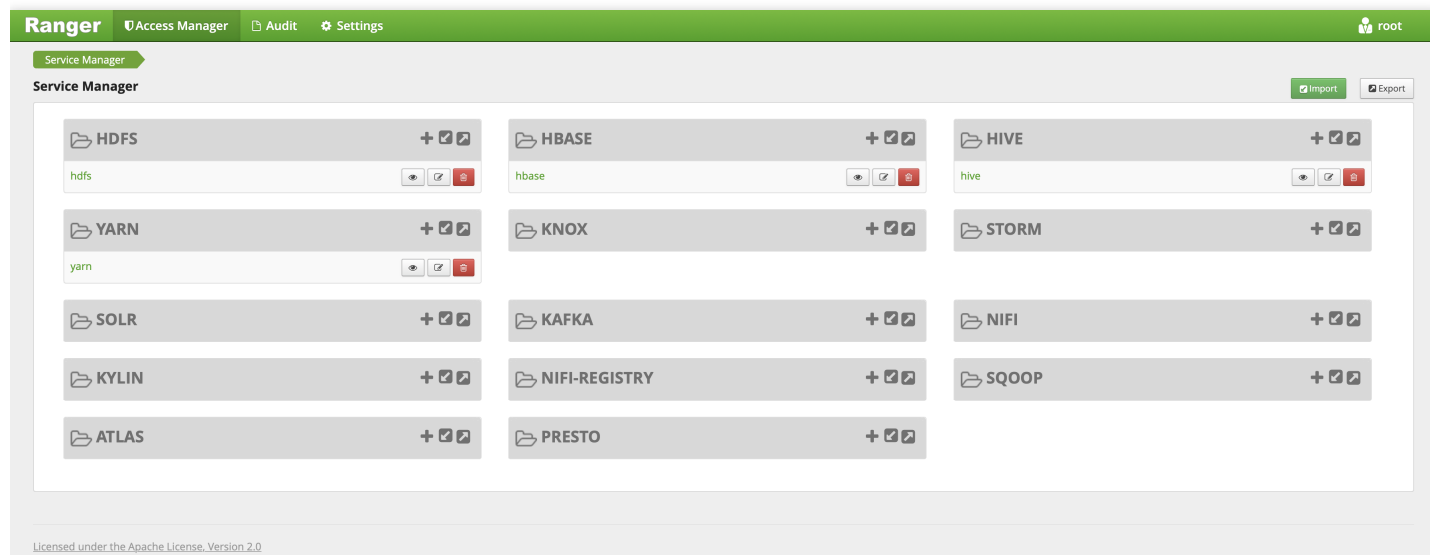 Ranger Access Manager Audit Settings root
Service Manager
Service Manager Import Export
HDFS HBASE HIVE
hdfs hbase hive
YARN KNOX STORM
yarn
SOLR KAFKA NIFI
KYLIN NIFI-REGISTRY SQOOP
ATLAS PRESTO
Licensed under the Apache License, Version 2.0